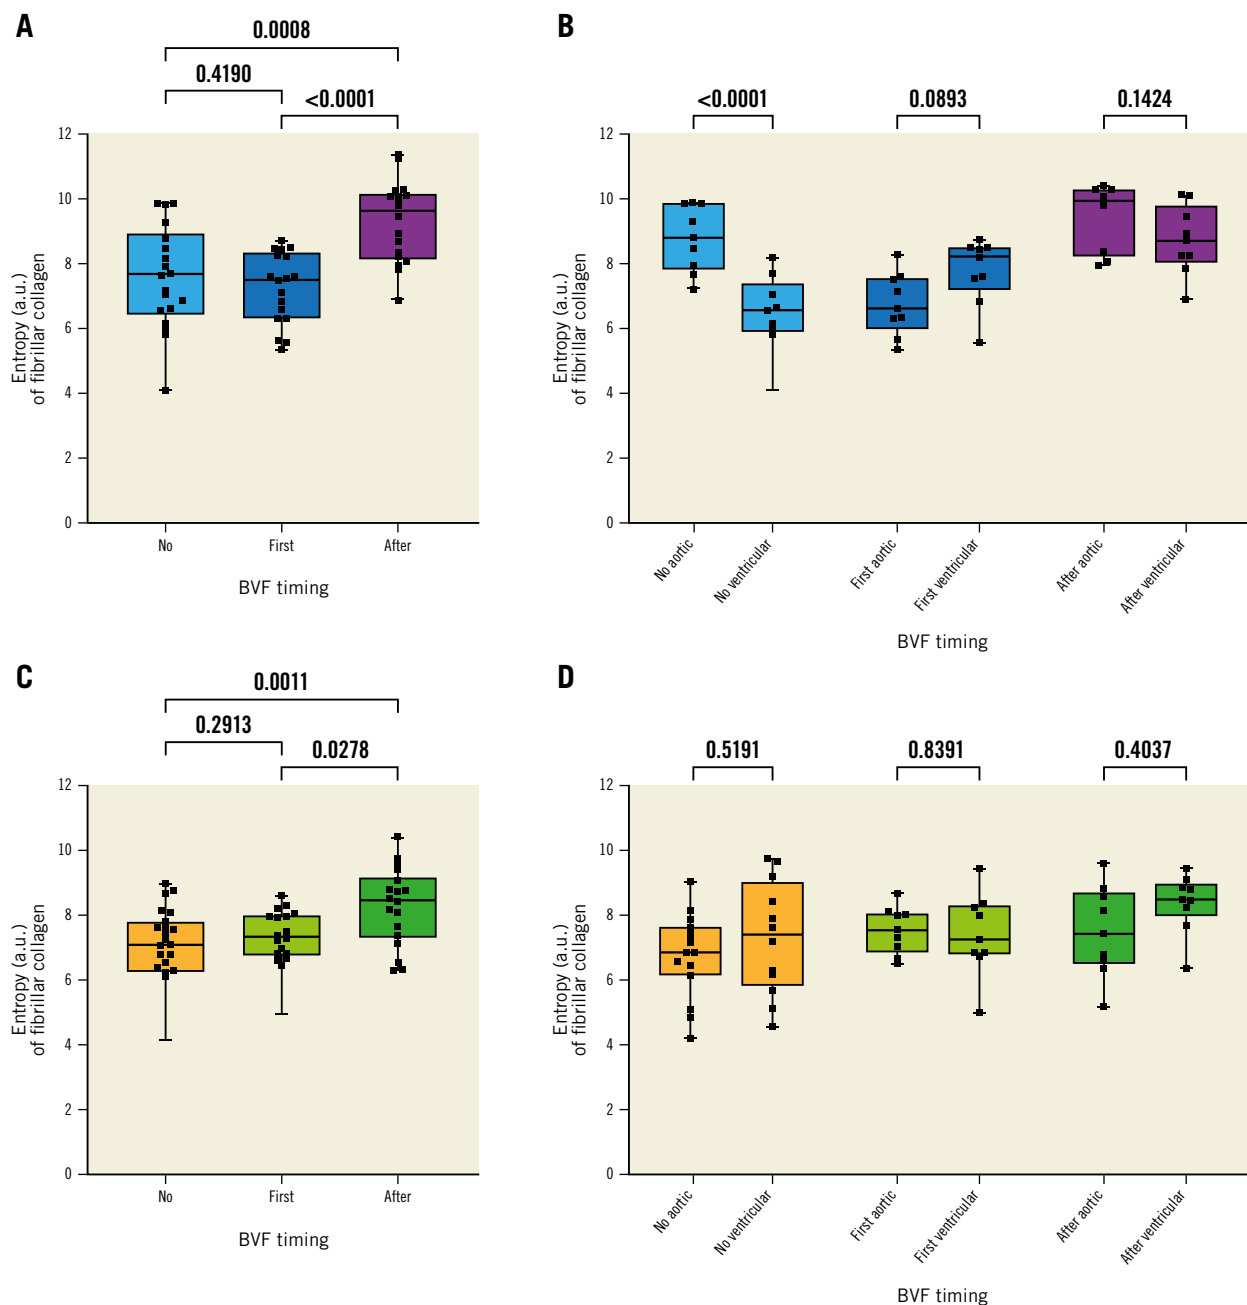 A
0.0008
0.4190
<0.0001
12
10
8
6
4
2
0
Entropy (a.u.)
of fibrillar collagen
No
First
After
BVF timing
B
<0.0001
0.0893
0.1424
12
10
8
6
4
2
0
Entropy (a.u.)
of fibrillar collagen
No aortic
No ventricular
First aortic
First ventricular
After aortic
After ventricular
BVF timing
C
0.0011
0.2913
0.0278
12
10
8
6
4
2
0
Entropy (a.u.)
of fibrillar collagen
No
First
After
BVF timing
D
0.5191
0.8391
0.4037
12
10
8
6
4
2
0
Entropy (a.u.)
of fibrillar collagen
No aortic
No ventricular
First aortic
First ventricular
After aortic
After ventricular
BVF timing